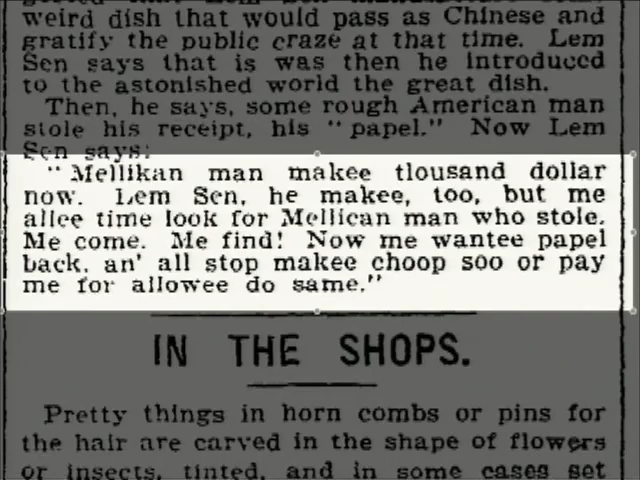 weird dish that would pass as Chinese and
gratify the public craze at that time. Lem
Sen says that is was then he introduced
to the astonished world the great dish.
Then, he says, some rough American man
stole his receipt, his "papel." Now Lem
Sen says:
"Mellikan man makee tlousand dollar
now. Lem Sen, he makee, too, but me
allee time look for Mellican man who stole.
Me come. Me find! Now me wantee papel
back, an' all stop makee choop soo or pay
me for allowee do same."
IN THE SHOPS.
Pretty things in horn combs or pins for
the hair are carved in the shape of flowers
or insects, tinted, and in some cases set